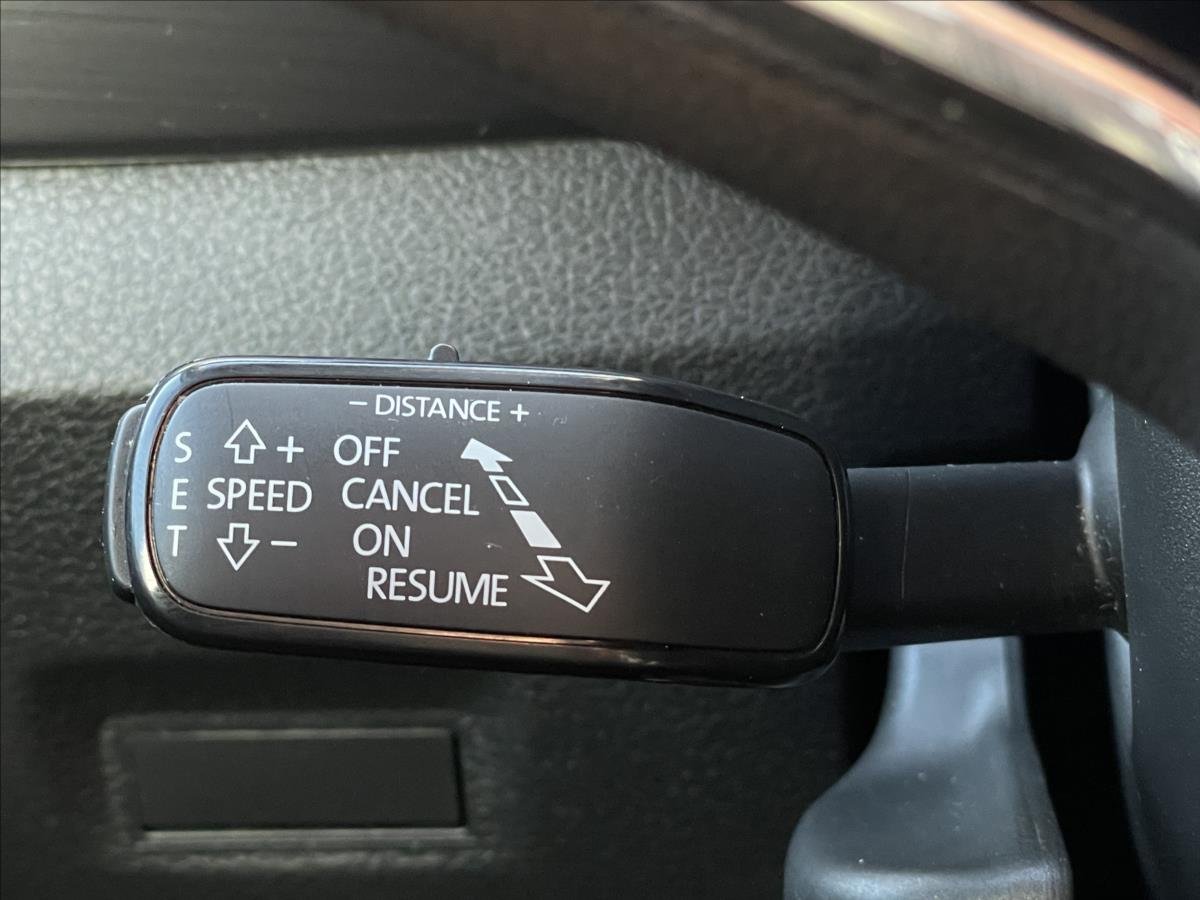 − DISTANCE +
S + OFF
E SPEED CANCEL
T − ON
RESUME